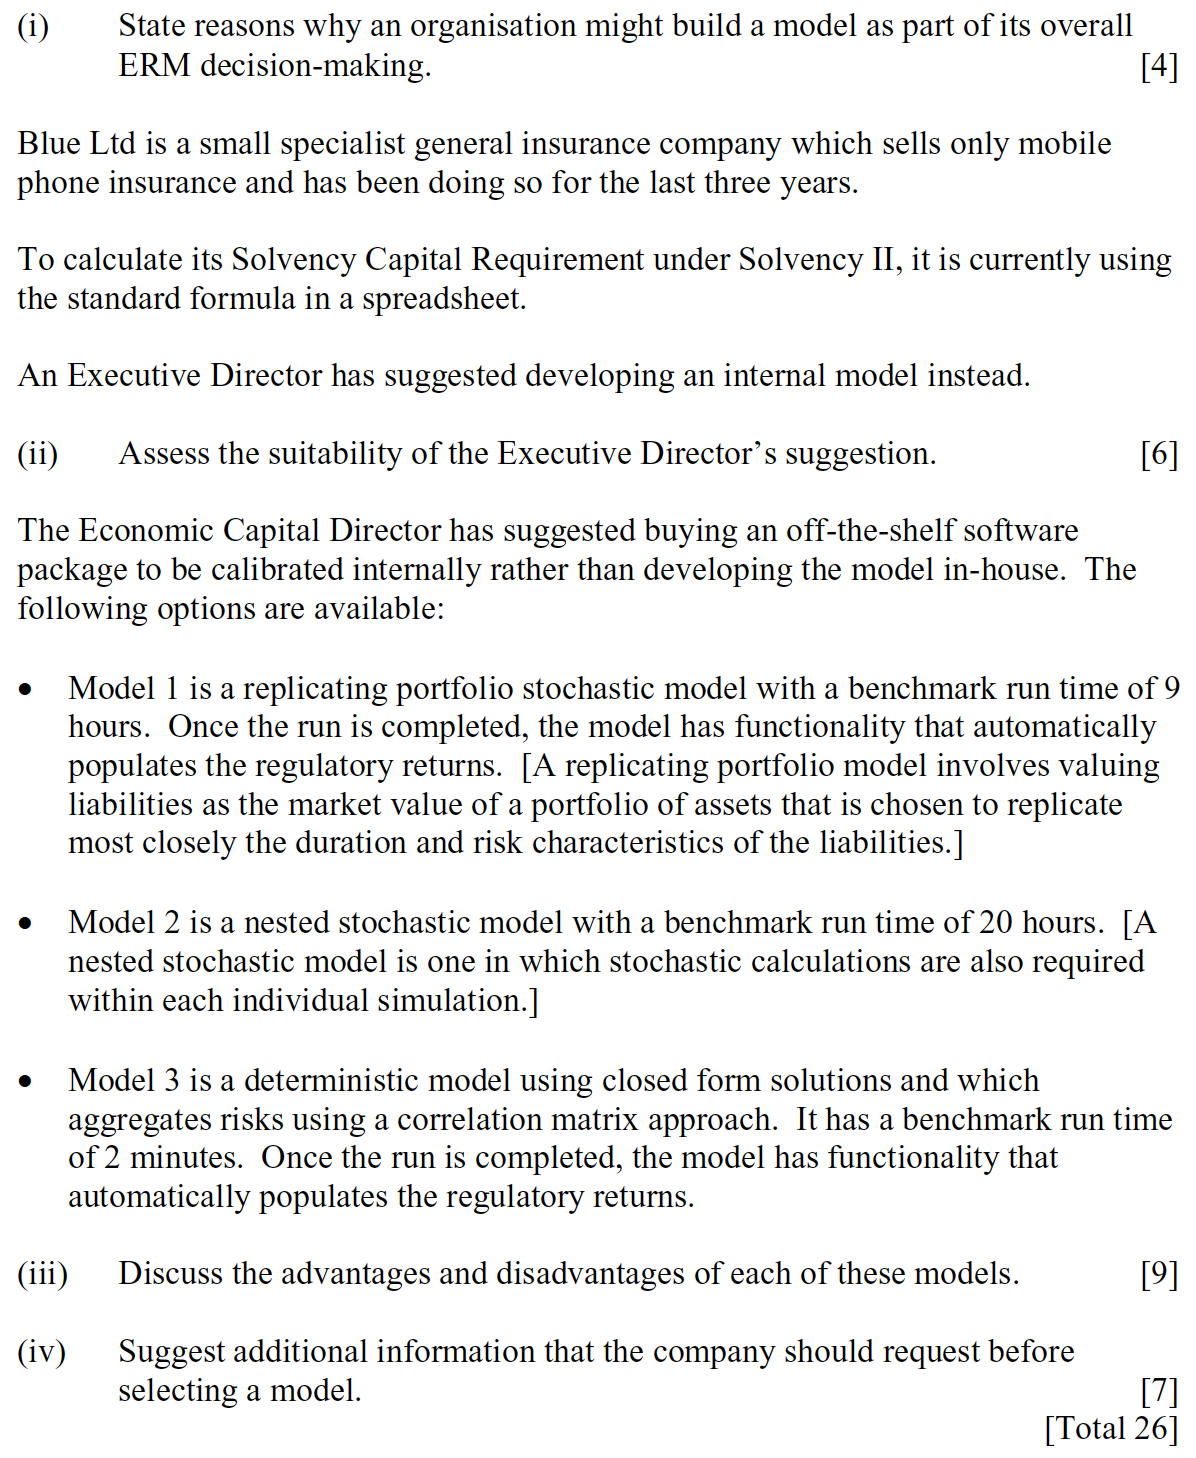 (i) State reasons why an organisation might build a model as part of its overall
ERM decision-making. [4]
Blue Ltd is a small specialist general insurance company which sells only mobile
phone insurance and has been doing so for the last three years.
To calculate its Solvency Capital Requirement under Solvency II, it is currently using
the standard formula in a spreadsheet.
An Executive Director has suggested developing an internal model instead.
(ii) Assess the suitability of the Executive Director's suggestion. [6]
The Economic Capital Director has suggested buying an off-the-shelf software
package to be calibrated internally rather than developing the model in-house. The
following options are available:
• Model 1 is a replicating portfolio stochastic model with a benchmark run time of 9
hours. Once the run is completed, the model has functionality that automatically
populates the regulatory returns. [A replicating portfolio model involves valuing
liabilities as the market value of a portfolio of assets that is chosen to replicate
most closely the duration and risk characteristics of the liabilities.]
• Model 2 is a nested stochastic model with a benchmark run time of 20 hours. [A
nested stochastic model is one in which stochastic calculations are also required
within each individual simulation.]
• Model 3 is a deterministic model using closed form solutions and which
aggregates risks using a correlation matrix approach. It has a benchmark run time
of 2 minutes. Once the run is completed, the model has functionality that
automatically populates the regulatory returns.
(iii) Discuss the advantages and disadvantages of each of these models. [9]
(iv) Suggest additional information that the company should request before
selecting a model. [7]
[Total 26]